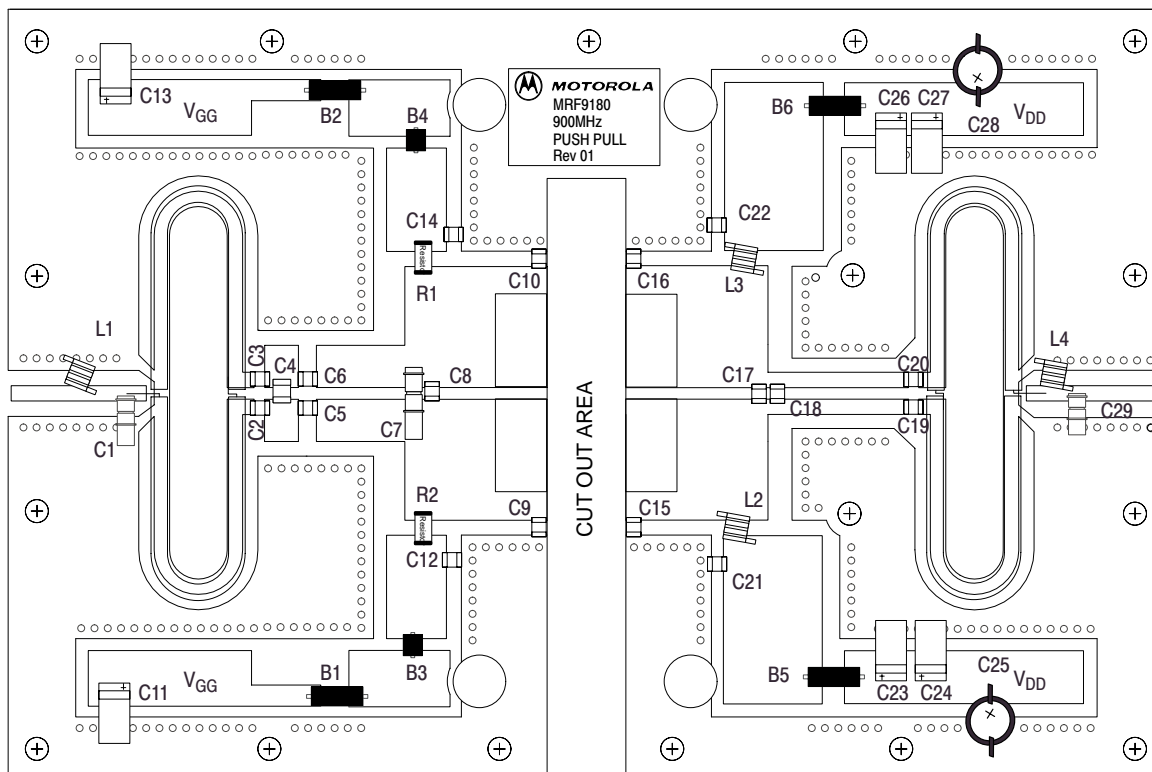 MOTOROLA
MRF9180
900MHz
PUSH PULL
Rev 01
C13
VGG
B2
B4
B6
C26
C27
C28
VDD
C14
C22
R1
C10
C16
L3
L1
C3
C4
C6
C8
C17
C20
L4
C2
C5
C7
C18
C19
C1
C29
CUT OUT AREA
R2
C9
C15
L2
C12
C21
C11
VGG
B1
B3
B5
C23
C24
C25
VDD